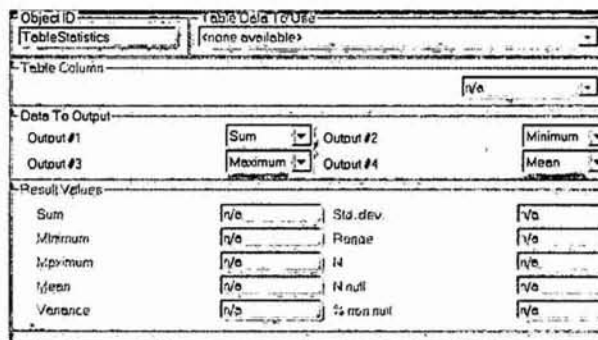 Object ID Table Data To Use
TableStatistics <none available>
Table Column
n/a
Data To Output
Output #1 Sum Output #2 Minimum
Output #3 Maximum Output #4 Mean
Result Values
Sum n/a Std. dev. n/a
Minimum n/a Range n/a
Maximum n/a N n/a
Mean n/a N null n/a
Variance n/a % non null n/a